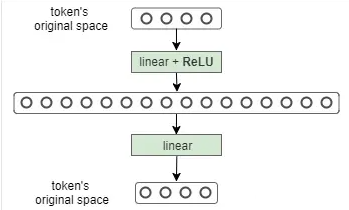 token's
original space
linear + ReLU
linear
token's
original space